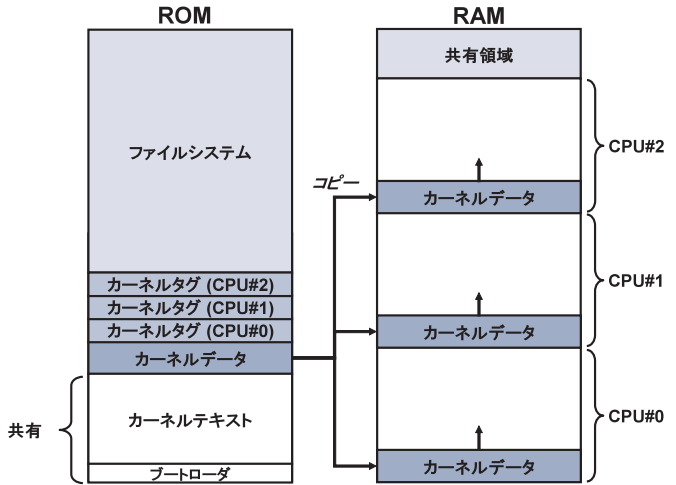 ROM
ファイルシステム
カーネルタグ (CPU#2)
カーネルタグ (CPU#1)
カーネルタグ (CPU#0)
カーネルデータ
カーネルテキスト
ブートローダ
共有
コピー
RAM
共有領域
カーネルデータ
CPU#2
カーネルデータ
CPU#1
カーネルデータ
CPU#0